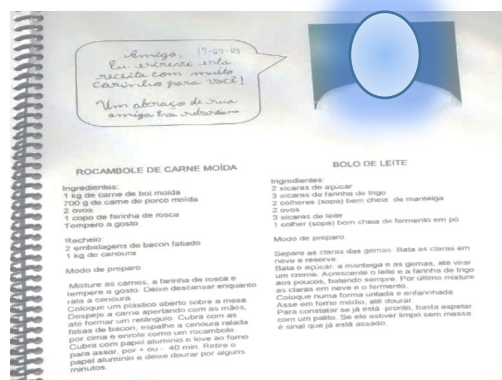 Amigo, 17-09-03
Eu escrevi esta
receita com muito
carinho para você!
Um abraço de sua
amiga
ROCAMBOLE DE CARNE MOÍDA
Ingredientes:
1 kg de carne de boi moída
700 g de carne de porco moída
2 ovos
1 copo de farinha de rosca
Tempero a gosto
Recheio:
2 embalagens de bacon fatiado
1 kg de cenoura
Modo de preparo
Misture as carnes, a farinha de rosca e
tempere a gosto. Deixe descansar enquanto
rala a cenoura
Coloque um plástico aberto sobre a mesa.
Despeje a carne apertando com as mãos,
até formar um retângulo. Cubra com as
fatias de bacon, espalhe a cenoura ralada
por cima e enrole como um rocambole.
Cubra com papel alumínio e leve ao forno
para assar, por + ou - 40 min. Retire o
papel alumínio e deixe dourar por alguns
minutos.
BOLO DE LEITE
Ingredientes:
2 xícaras de açúcar
3 xícaras de farinha de trigo
2 colheres (sopa) bem cheia de manteiga
2 ovos
3 xícaras de leite
1 colher (sopa) bem cheia de fermento em pó
Modo de preparo:
Separe as claras das gemas. Bata as claras em
neve e reserve.
Bata o açúcar, a manteiga e as gemas, até virar
um creme. Acrescente o leite e a farinha de trigo
aos poucos, batendo sempre. Por último misture
as claras em neve e o fermento.
Coloque numa forma untada e enfarinhada
Asse em forno médio, até dourar.
Para constatar se já está pronto, basta espetar
com um palito. Se ele estiver limpo sem massa
é sinal que já está assado.